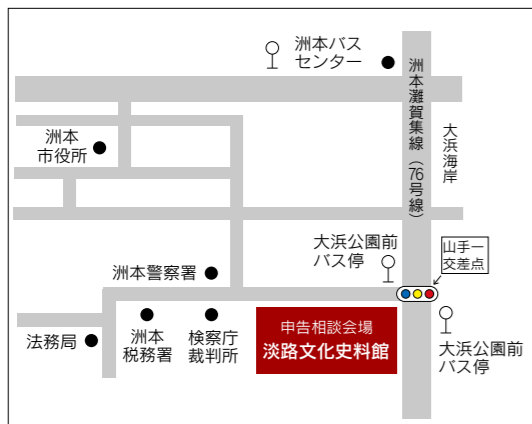 洲本バス
センター
洲本灘賀集線（76号線）
大浜海岸
洲本
市役所
大浜公園前
バス停
山手一
交差点
洲本警察署
法務局
洲本
税務署
検察庁
裁判所
申告相談会場
淡路文化史料館
大浜公園前
バス停